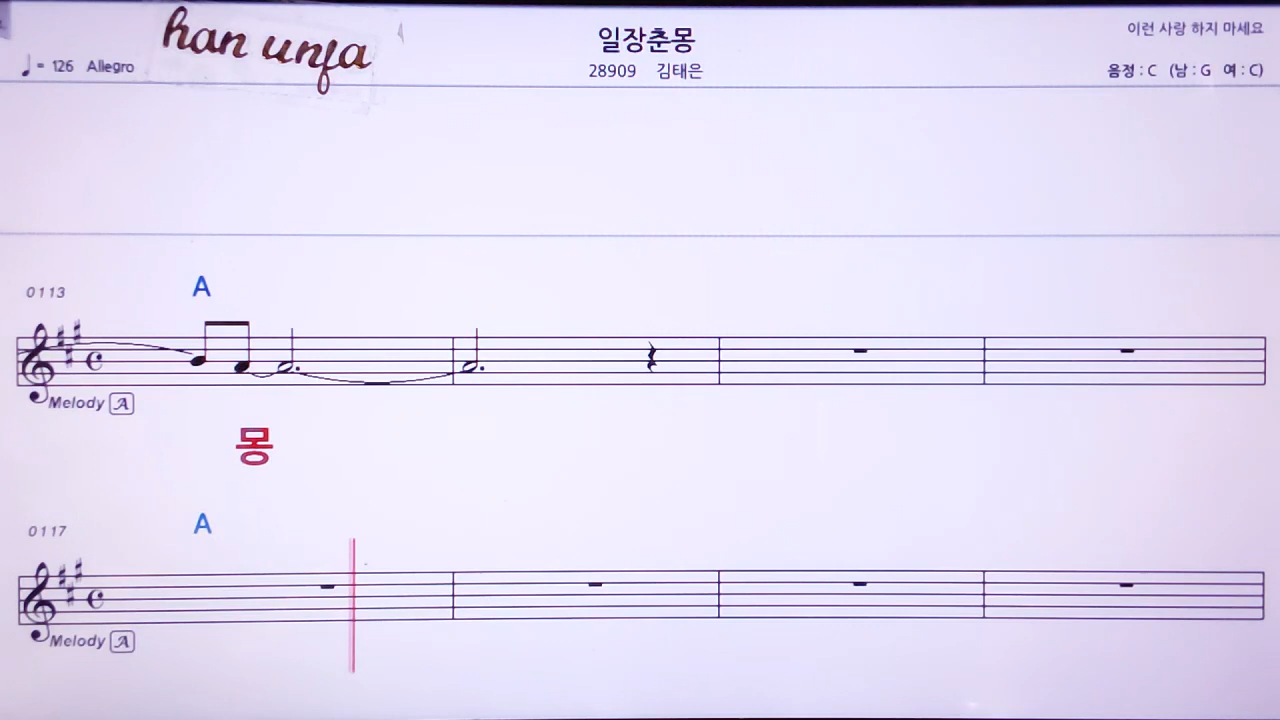 han unfa
일장춘몽
이런 사랑 하지 마세요
♩ = 126 Allegro
28909 김태은
음정 : C (남 : G 여 : C)
0113
A
Melody A
몽
0117
A
Melody A